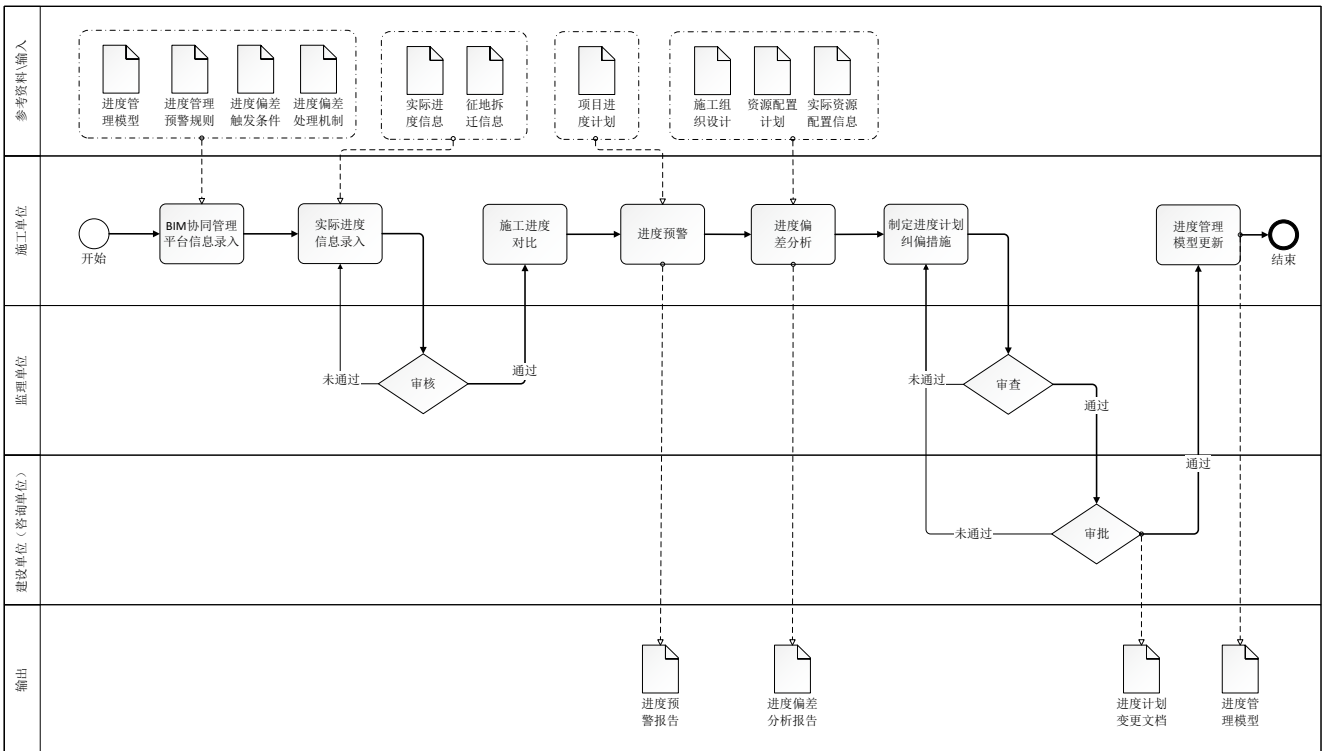 参考资料\输入
进度管
理模型
进度管理
预警规则
进度偏差
触发条件
进度偏差
处理机制
实际进
度信息
征地拆
迁信息
项目进
度计划
施工组
织设计
资源配置
计划
实际资源
配置信息
施工单位
开始
BIM协同管理
平台信息录入
实际进度
信息录入
施工进度
对比
进度预警
进度偏
差分析
制定进度计划
纠偏措施
进度管理
模型更新
结束
监理单位
未通过
审核
通过
未通过
审查
通过
建设单位（咨询单位）
未通过
审批
通过
输出
进度预
警报告
进度偏差
分析报告
进度计划
变更文档
进度管
理模型